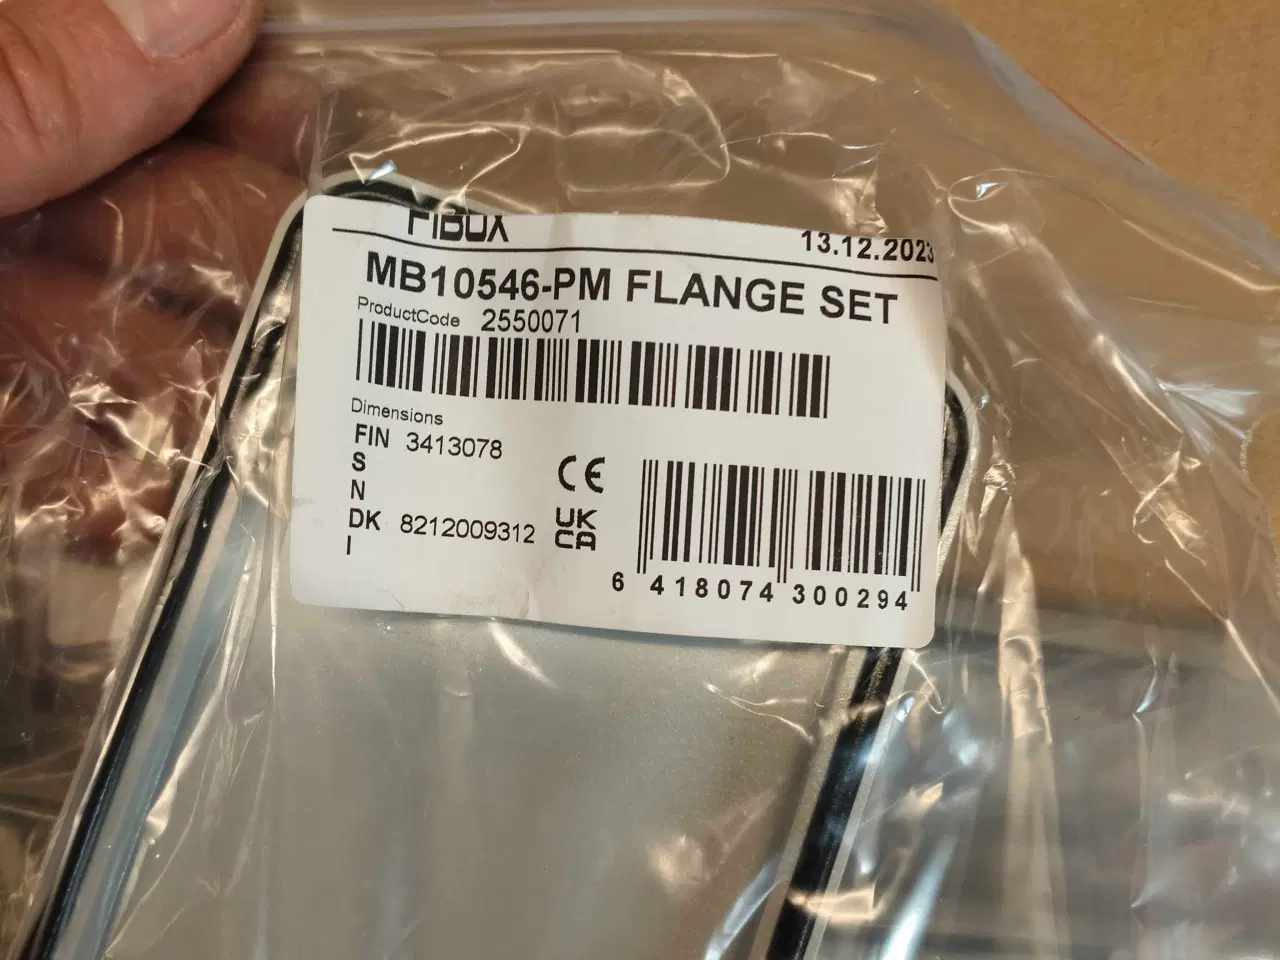 FIBOX
13.12.2023
MB10546-PM FLANGE SET
ProductCode 2550071
Dimensions
FIN 3413078
S
N
DK 8212009312
I
CE
UK
CA
6 418074 300294